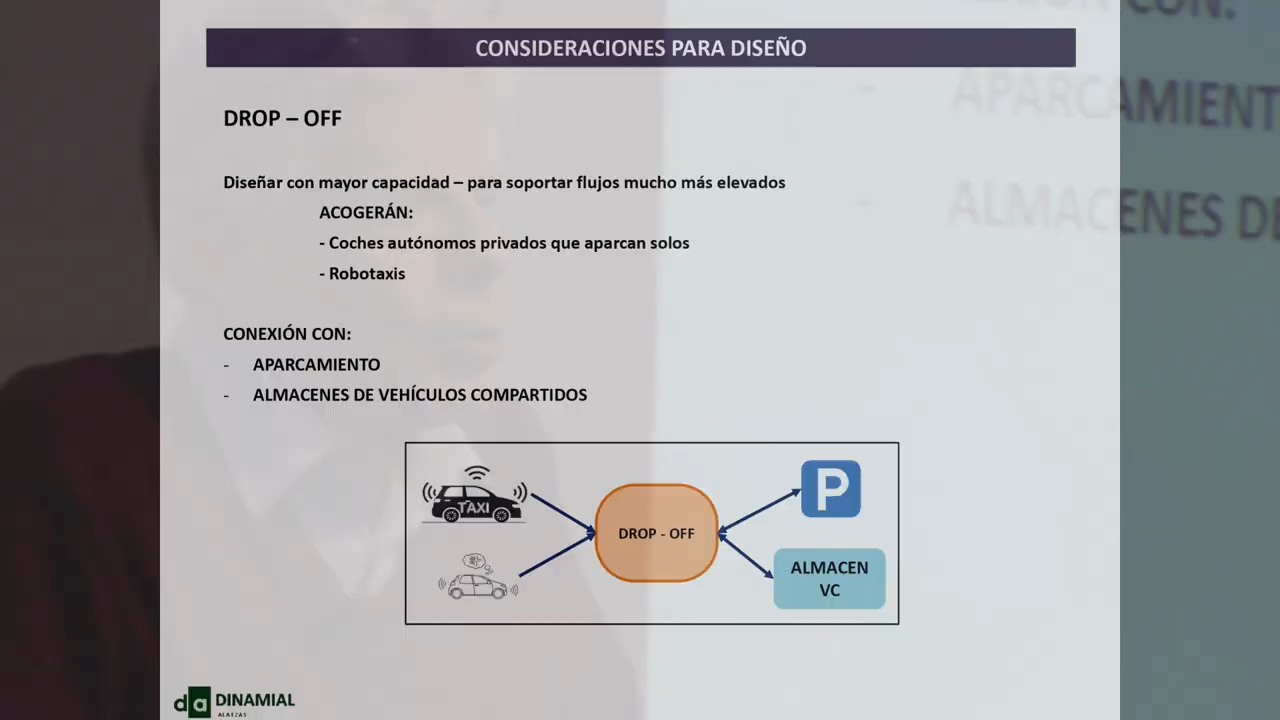 CONSIDERACIONES PARA DISEÑO
DROP – OFF
Diseñar con mayor capacidad – para soportar flujos mucho más elevados
ACOGERÁN:
- Coches autónomos privados que aparcan solos
- Robotaxis
CONEXIÓN CON:
- APARCAMIENTO
- ALMACENES DE VEHÍCULOS COMPARTIDOS
TAXI
DROP - OFF
P
ALMACEN
VC
da DINAMIAL
CON:
- APARCAMIENT
- ALMACENES DE